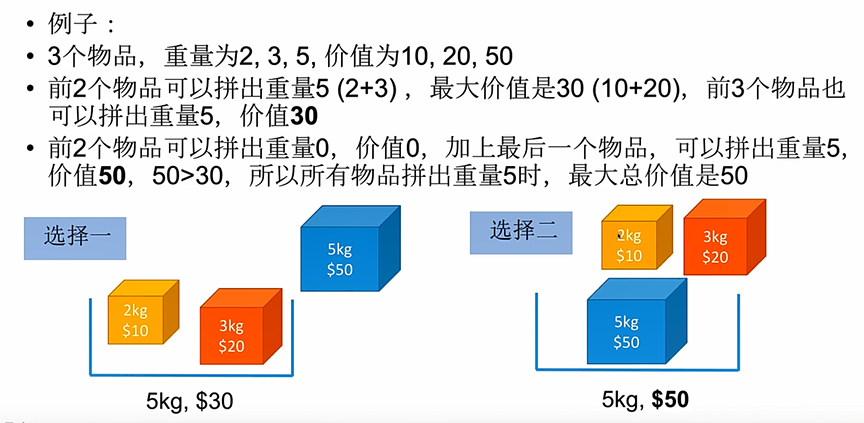 • 例子：
• 3个物品，重量为2, 3, 5, 价值为10, 20, 50
• 前2个物品可以拼出重量5 (2+3) ，最大价值是30 (10+20)，前3个物品也
可以拼出重量5，价值30
• 前2个物品可以拼出重量0，价值0，加上最后一个物品，可以拼出重量5,
价值50，50>30，所以所有物品拼出重量5时，最大总价值是50
选择一
5kg
$50
2kg
$10
3kg
$20
5kg, $30
选择二
2kg
$10
3kg
$20
5kg
$50
5kg, $50